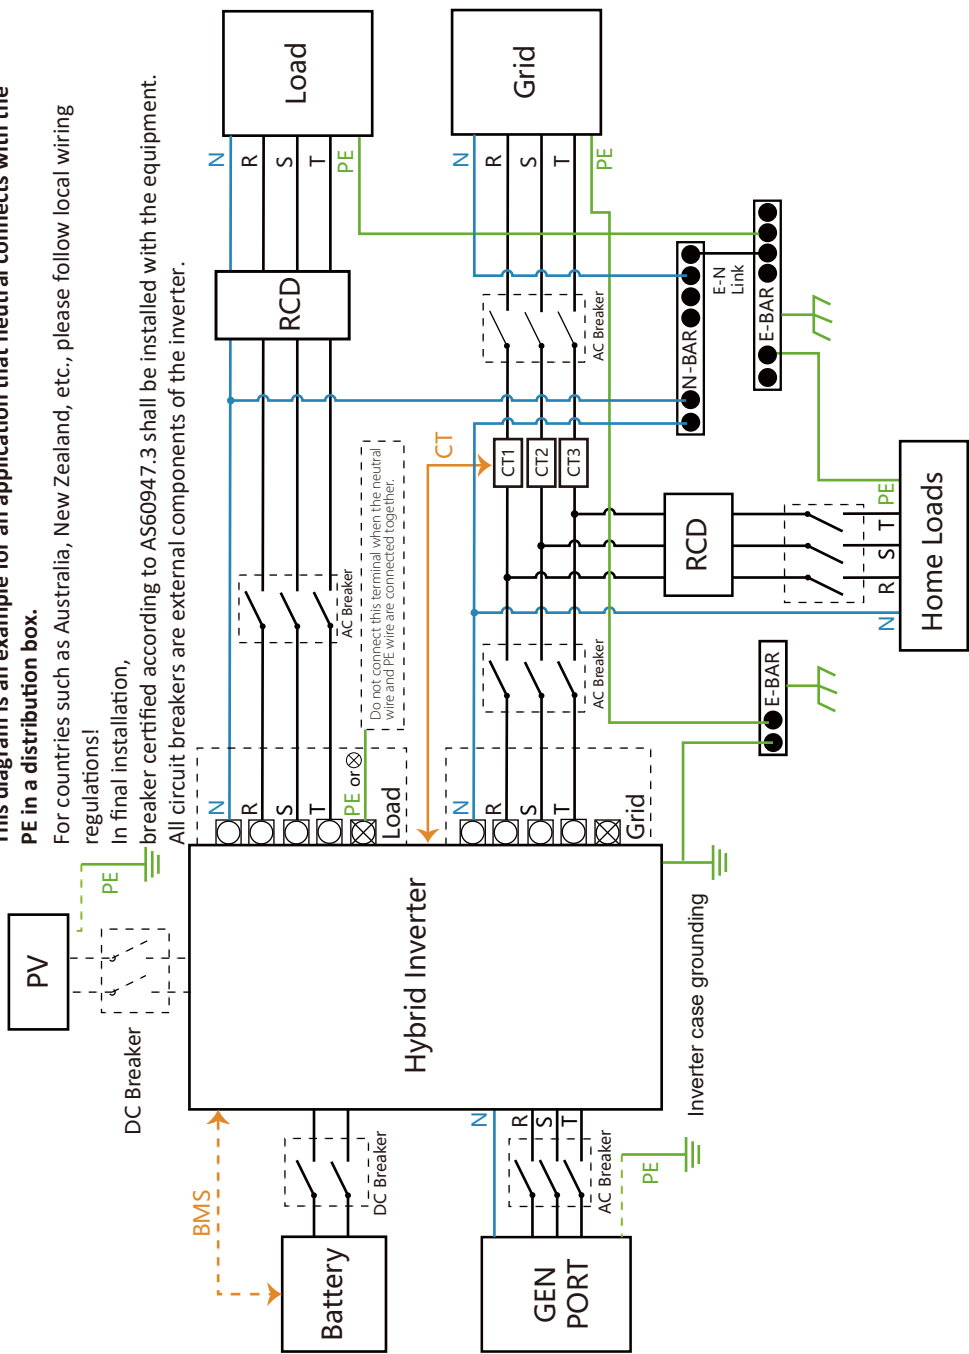 This diagram is an example for an application that neutral connects with the
PE in a distribution box.
For countries such as Australia, New Zealand, etc., please follow local wiring
regulations!
In final installation,
breaker certified according to AS60947.3 shall be installed with the equipment.
All circuit breakers are external components of the inverter.
PV
PE
DC Breaker
BMS
Battery
DC Breaker
Hybrid Inverter
N
R
S
T
PE or ⊗
Load
AC Breaker
RCD
N
R
S
T
PE
Load
Do not connect this terminal when the neutral
wire and PE wire are connected together.
CT
N
R
S
T
Grid
AC Breaker
CT1
CT2
CT3
AC Breaker
N
R
S
T
PE
Grid
N-BAR
E-N
Link
E-BAR
RCD
N
R
S
T
PE
Home Loads
E-BAR
Inverter case grounding
GEN
PORT
N
R
S
T
AC Breaker
PE